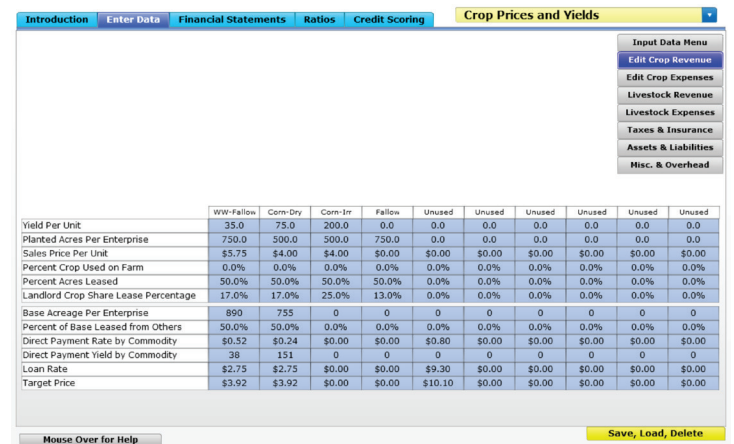 Introduction Enter Data Financial Statements Ratios Credit Scoring Crop Prices and Yields
Input Data Menu
Edit Crop Revenue
Edit Crop Expenses
Livestock Revenue
Livestock Expenses
Taxes & Insurance
Assets & Liabilities
Misc. & Overhead
WW-Fallow Corn-Dry Corn-Irr Fallow Unused Unused Unused Unused Unused Unused
Yield Per Unit 35.0 75.0 200.0 0.0 0.0 0.0 0.0 0.0 0.0 0.0
Planted Acres Per Enterprise 750.0 500.0 500.0 750.0 0.0 0.0 0.0 0.0 0.0 0.0
Sales Price Per Unit $5.75 $4.00 $4.00 $0.00 $0.00 $0.00 $0.00 $0.00 $0.00 $0.00
Percent Crop Used on Farm 0.0% 0.0% 0.0% 0.0% 0.0% 0.0% 0.0% 0.0% 0.0% 0.0%
Percent Acres Leased 50.0% 50.0% 50.0% 50.0% 0.0% 0.0% 0.0% 0.0% 0.0% 0.0%
Landlord Crop Share Lease Percentage 17.0% 17.0% 25.0% 13.0% 0.0% 0.0% 0.0% 0.0% 0.0% 0.0%
Base Acreage Per Enterprise 890 755 0 0 0 0 0 0 0 0
Percent of Base Leased from Others 50.0% 50.0% 0.0% 0.0% 0.0% 0.0% 0.0% 0.0% 0.0% 0.0%
Direct Payment Rate by Commodity $0.52 $0.24 $0.00 $0.00 $0.80 $0.00 $0.00 $0.00 $0.00 $0.00
Direct Payment Yield by Commodity 38 151 0 0 0 0 0 0 0 0
Loan Rate $2.75 $2.75 $0.00 $0.00 $9.30 $0.00 $0.00 $0.00 $0.00 $0.00
Target Price $3.92 $3.92 $0.00 $0.00 $10.10 $0.00 $0.00 $0.00 $0.00 $0.00
Save, Load, Delete
Mouse Over for Help